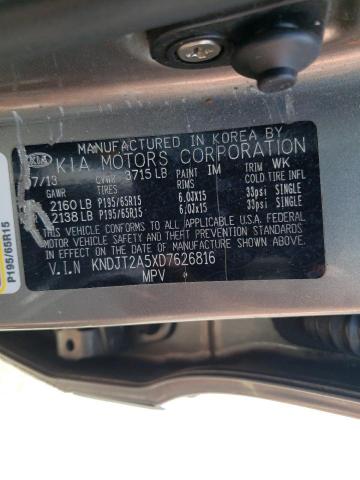 MANUFACTURED IN KOREA BY
KIA KIA MOTORS CORPORATION
7/13 GVWR 3715 LB PAINT IM TRIM WK
GAWR TIRES RIMS COLD TIRE INFL
2160 LB P195/65R15 6.0JX15 33psi SINGLE
2138 LB P195/65R15 6.0JX15 33psi SINGLE
THIS VEHICLE CONFORMS TO ALL APPLICABLE FEDERAL
MOTOR VEHICLE SAFETY AND THEFT PREVENTION STANDARDS
IN EFFECT ON THE DATE OF MANUFACTURE SHOWN ABOVE.
V.I.N KNDJT2A5XD7626816
MPV
P195/65R15